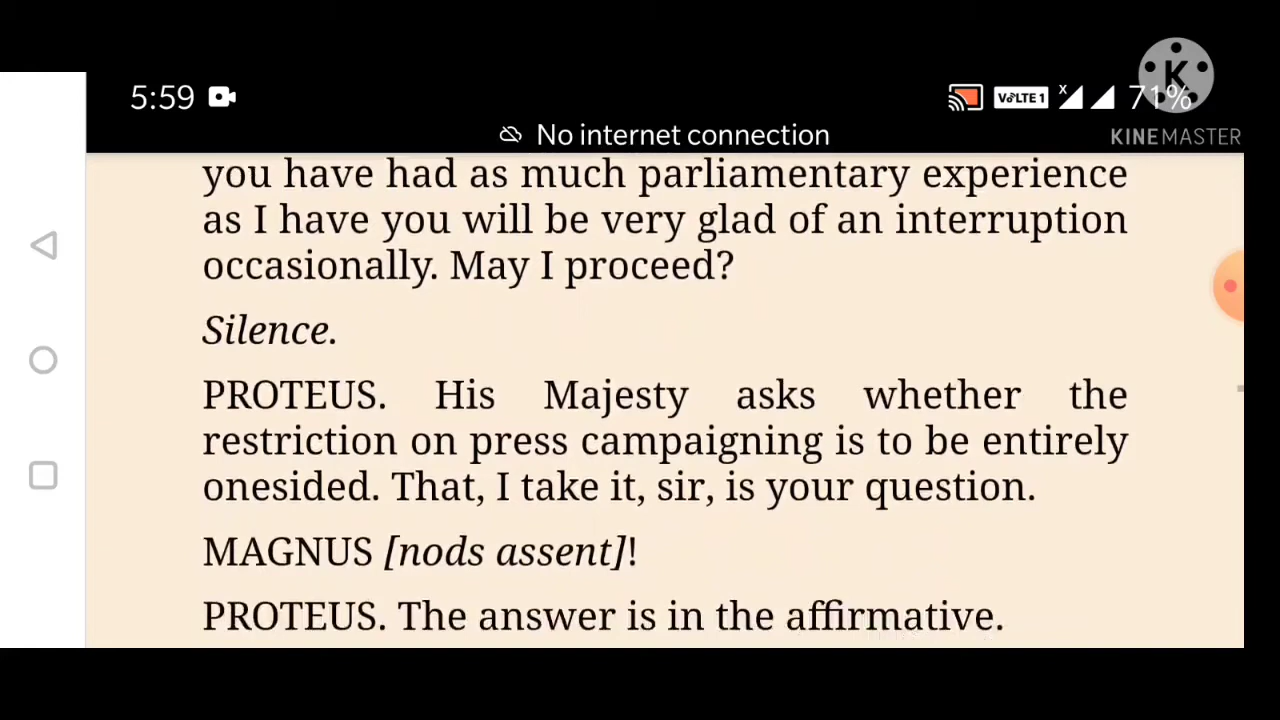 5:59
VoLTE 1
X
71%
K
No internet connection
KINEMASTER
you have had as much parliamentary experience
as I have you will be very glad of an interruption
occasionally. May I proceed?
Silence.
PROTEUS. His Majesty asks whether the
restriction on press campaigning is to be entirely
onesided. That, I take it, sir, is your question.
MAGNUS [nods assent]!
PROTEUS. The answer is in the affirmative.